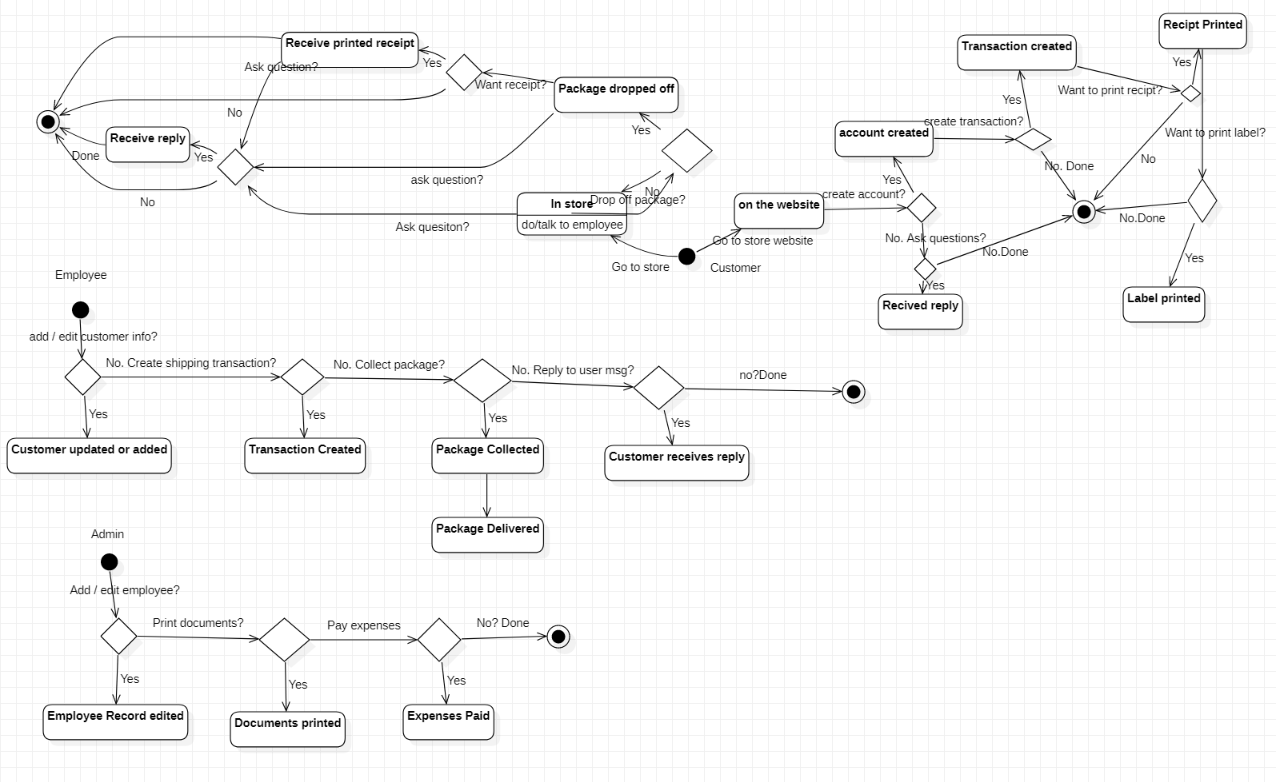 Recipt Printed
Receive printed receipt
Transaction created
Yes
Yes
Ask question?
Want receipt?
Package dropped off
Want to print recipt?
Yes
No
create transaction?
Yes
account created
Want to print label?
Receive reply
Yes
Done
No
No. Done
ask question?
Yes
No
No
Drop off package?
create account?
In store
do/talk to employee
on the website
No.Done
Ask quesiton?
No. Ask questions?
Go to store website
No.Done
Go to store
Customer
Yes
Yes
Recived reply
Label printed
Employee
add / edit customer info?
No. Create shipping transaction?
No. Collect package?
No. Reply to user msg?
no?Done
Yes
Yes
Yes
Yes
Customer updated or added
Transaction Created
Package Collected
Customer receives reply
Package Delivered
Admin
Add / edit employee?
Print documents?
Pay expenses
No? Done
Yes
Yes
Yes
Employee Record edited
Documents printed
Expenses Paid